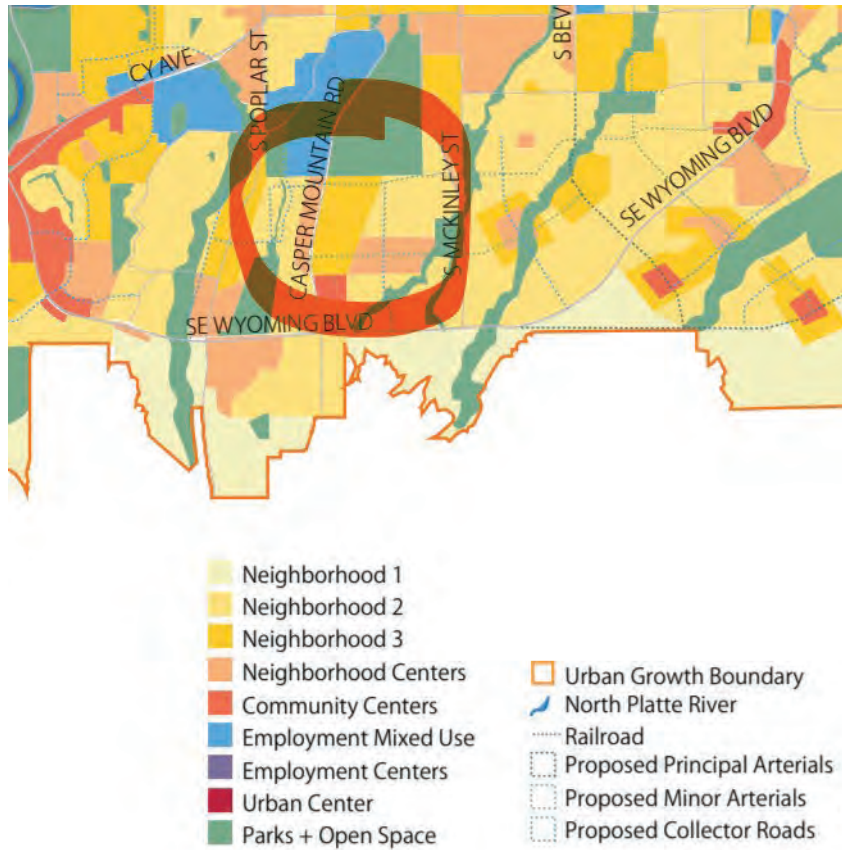 CY AVE
S POPLAR ST
CASPER MOUNTAIN RD
S MCKINLEY ST
S BEV
SE WYOMING BLVD
SE WYOMING BLVD
Neighborhood 1
Neighborhood 2
Neighborhood 3
Neighborhood Centers
Community Centers
Employment Mixed Use
Employment Centers
Urban Center
Parks + Open Space
Urban Growth Boundary
North Platte River
Railroad
Proposed Principal Arterials
Proposed Minor Arterials
Proposed Collector Roads